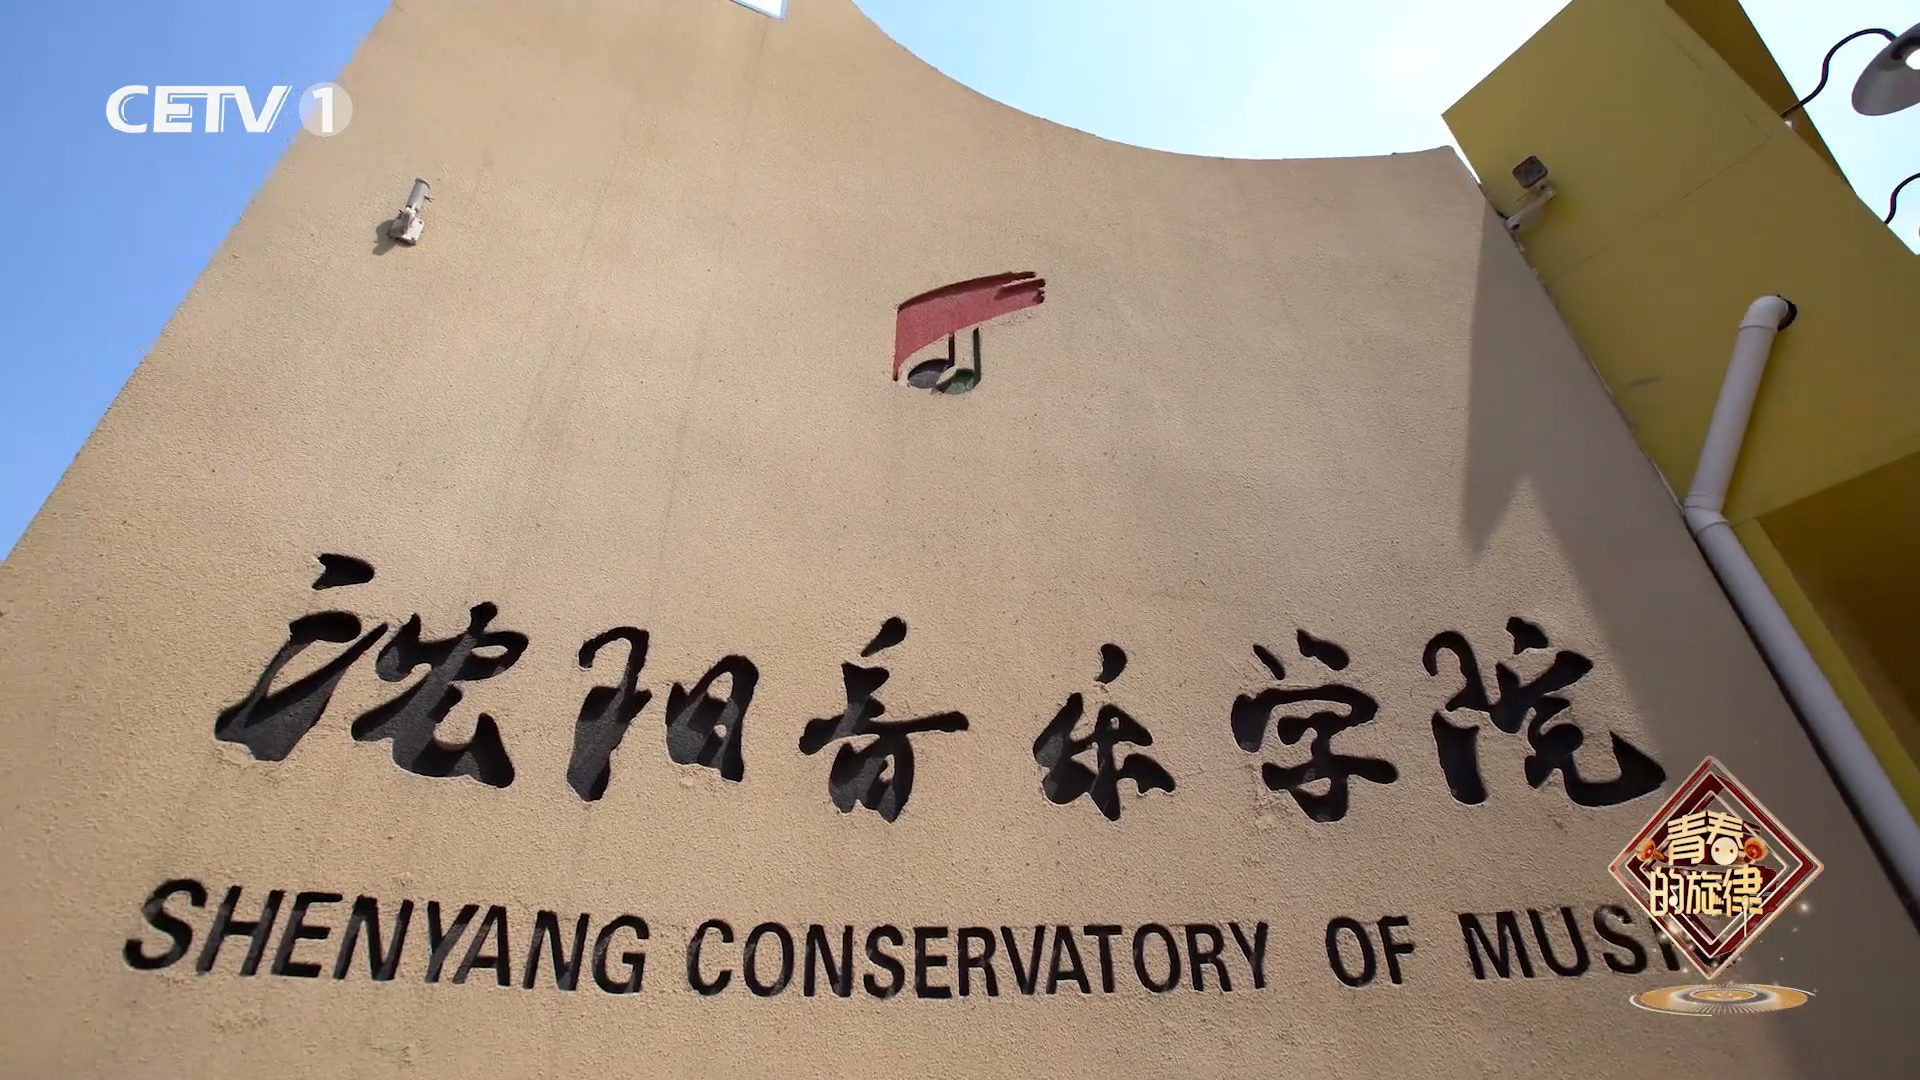 CETV 1
沈阳音乐学院
青春
的旋律
SHENYANG CONSERVATORY OF MUSI